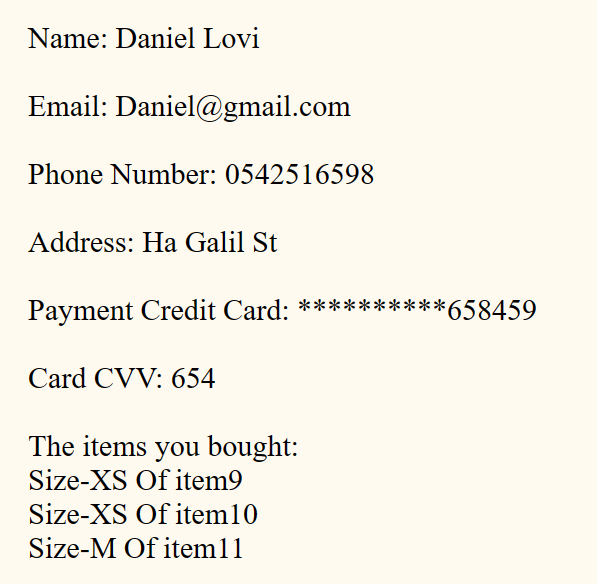 Name: Daniel Lovi
Email: Daniel@gmail.com
Phone Number: 0542516598
Address: Ha Galil St
Payment Credit Card: **********658459
Card CVV: 654
The items you bought:
Size-XS Of item9
Size-XS Of item10
Size-M Of item11